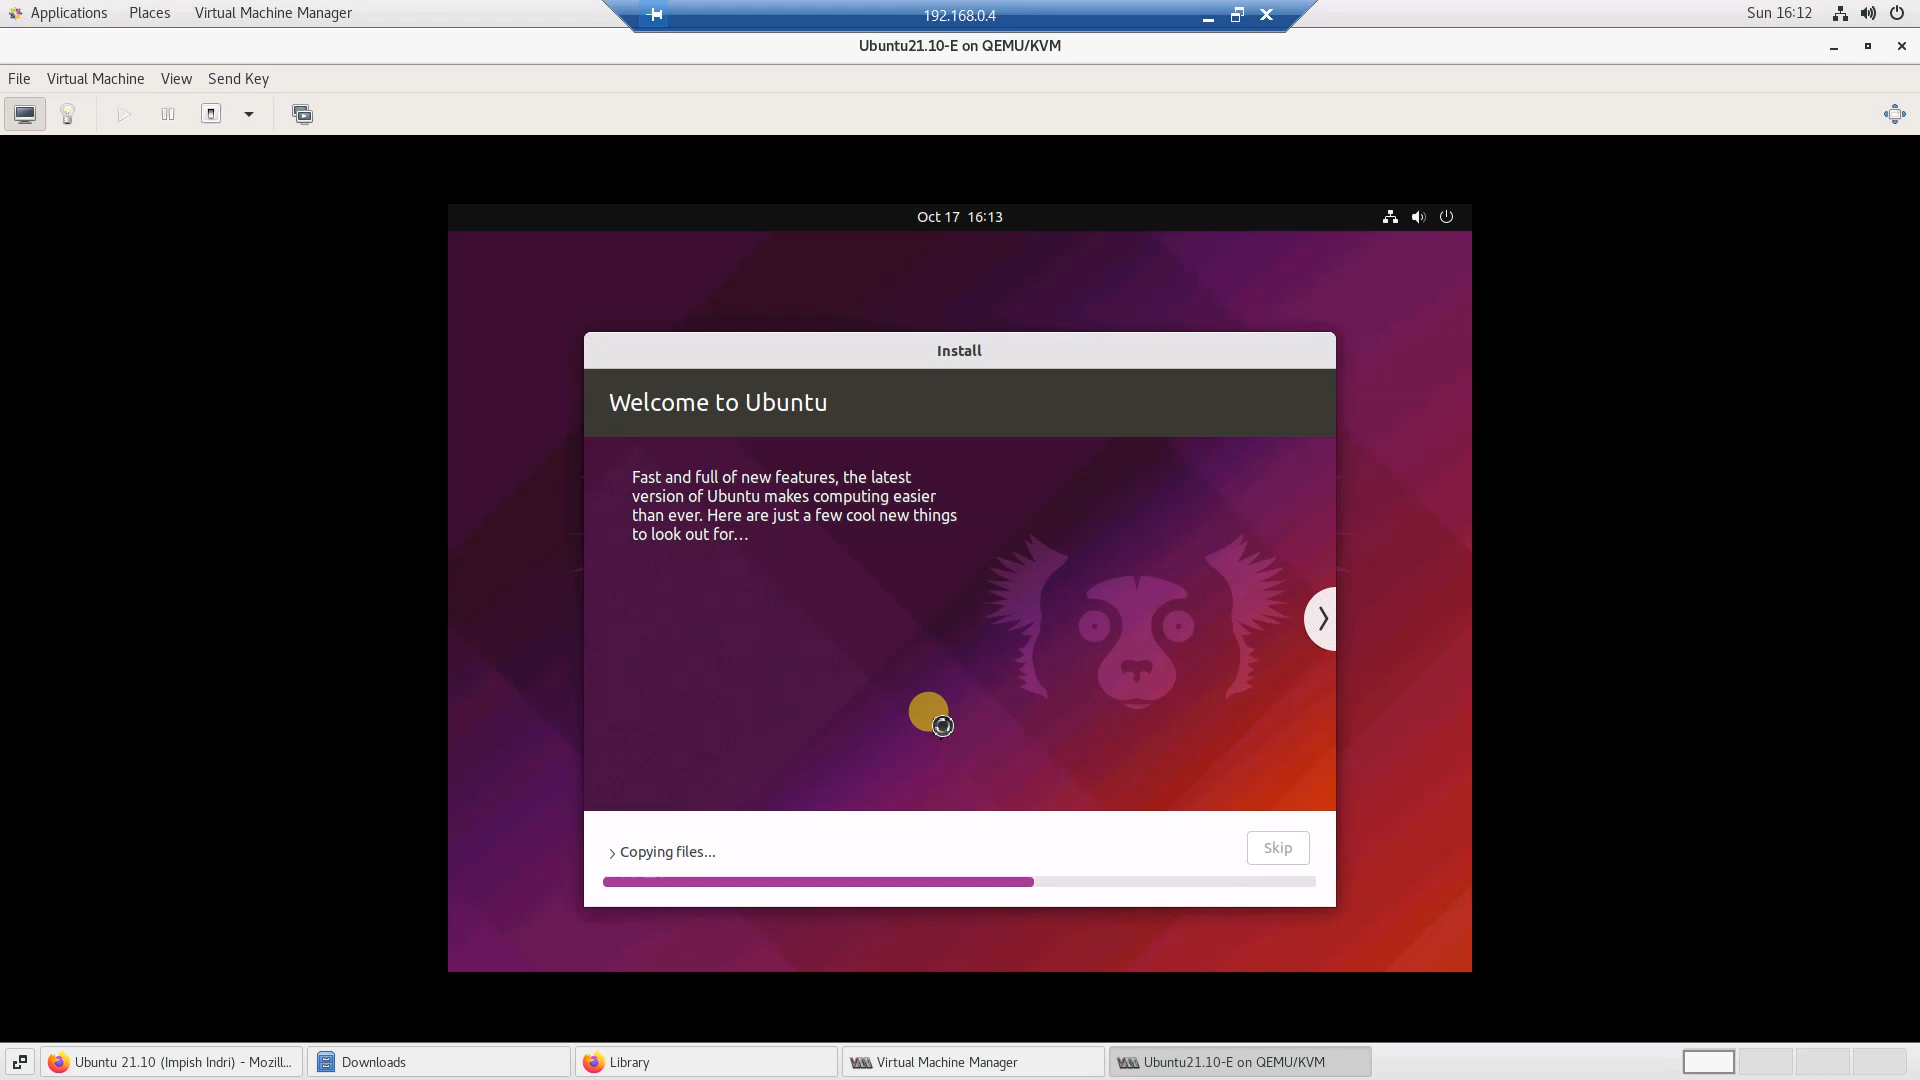 Applications Places Virtual Machine Manager
192.168.0.4
Sun 16:12
Ubuntu21.10-E on QEMU/KVM
File Virtual Machine View Send Key
Oct 17 16:13
Install
Welcome to Ubuntu
Fast and full of new features, the latest
version of Ubuntu makes computing easier
than ever. Here are just a few cool new things
to look out for…
Copying files...
Skip
Ubuntu 21.10 (Impish Indri) - Mozill...
Downloads
Library
Virtual Machine Manager
Ubuntu21.10-E on QEMU/KVM